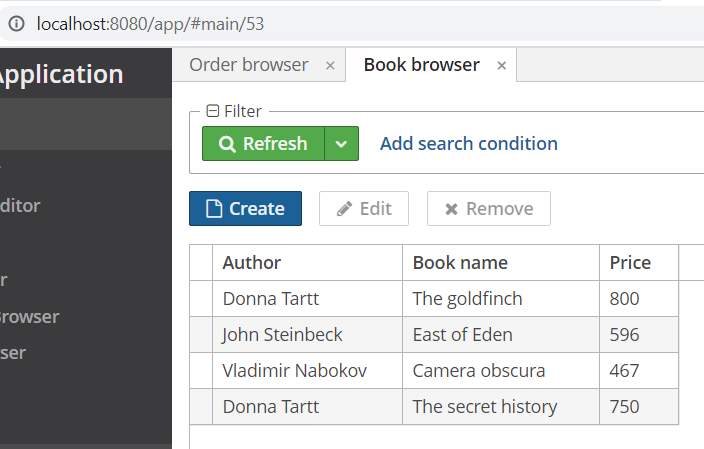 localhost:8080/app/#main/53
Application
Order browser ×
Book browser ×
Filter
Refresh
Add search condition
Create
Edit
Remove
ditor
r
Browser
ser
Author Book name Price
Donna Tartt The goldfinch 800
John Steinbeck East of Eden 596
Vladimir Nabokov Camera obscura 467
Donna Tartt The secret history 750